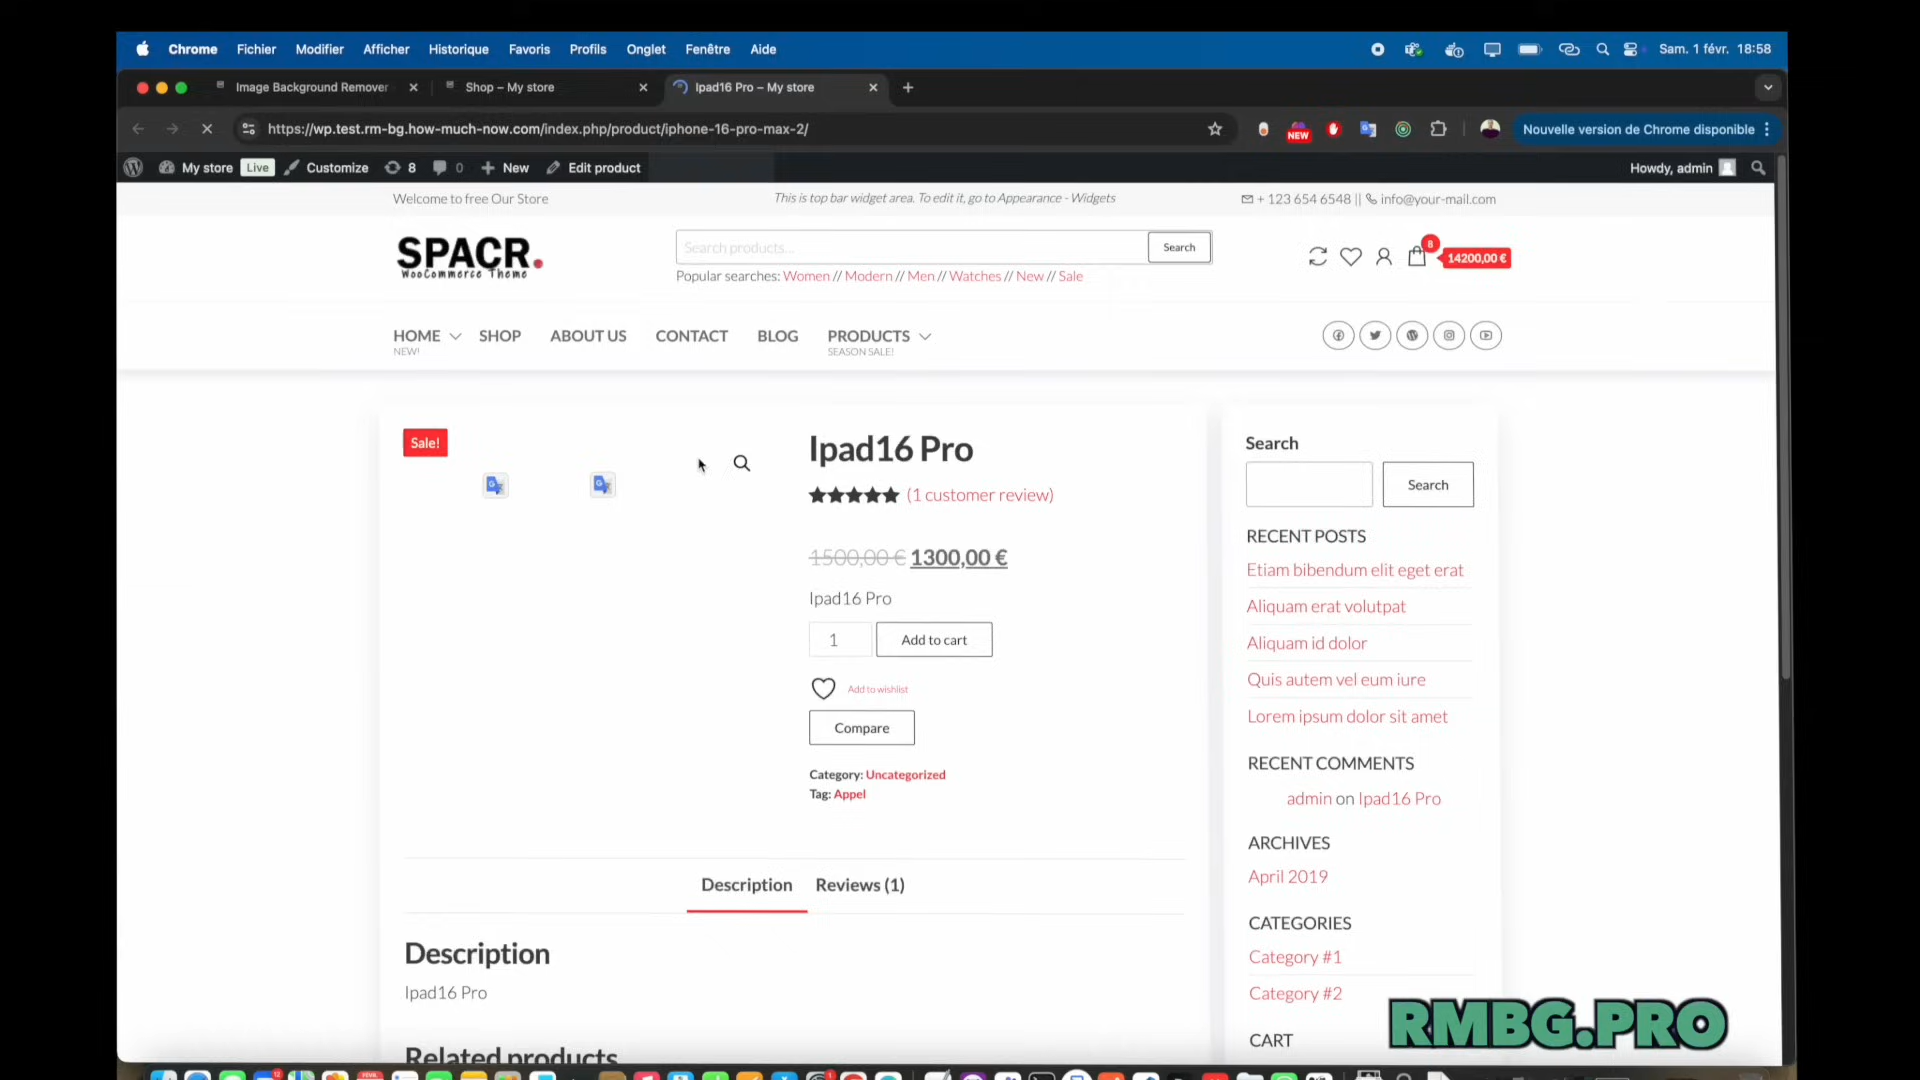 Chrome Fichier Modifier Afficher Historique Favoris Profils Onglet Fenêtre Aide Sam. 1 févr. 18:58
Image Background Remover Shop – My store Ipad16 Pro – My store
https://wp.test.rm-bg.how-much-now.com/index.php/product/iphone-16-pro-max-2/ NEW Nouvelle version de Chrome disponible
My store Live Customize 8 0 New Edit product Howdy, admin
Welcome to free Our Store This is top bar widget area. To edit it, go to Appearance - Widgets + 123 654 6548 || info@your-mail.com
SPACR.
WooCommerce Theme
Search products... Search
8
14200,00 €
Popular searches: Women // Modern // Men // Watches // New // Sale
HOME SHOP ABOUT US CONTACT BLOG PRODUCTS
NEW! SEASON SALE!
Sale!
Ipad16 Pro
(1 customer review)
1500,00 € 1300,00 €
Ipad16 Pro
1 Add to cart
Add to wishlist
Compare
Category: Uncategorized
Tag: Appel
Description Reviews (1)
Description
Ipad16 Pro
Related products
Search
Search
RECENT POSTS
Etiam bibendum elit eget erat
Aliquam erat volutpat
Aliquam id dolor
Quis autem vel eum iure
Lorem ipsum dolor sit amet
RECENT COMMENTS
admin on Ipad16 Pro
ARCHIVES
April 2019
CATEGORIES
Category #1
Category #2
CART
RMBG.PRO